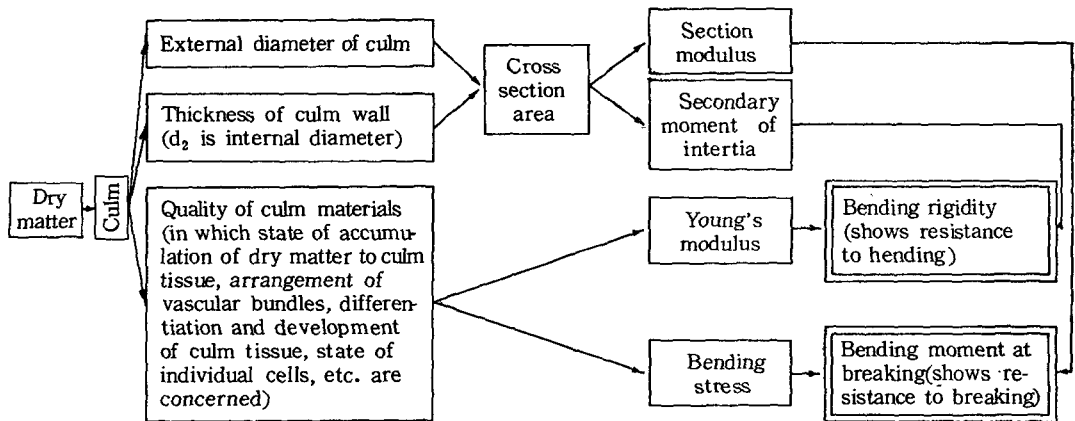 External diameter of culm
Thickness of culm wall
(d₂ is internal diameter)
Dry
matter
Culm
Quality of culm materials
(in which state of accumu-
lation of dry matter to culm
tissue, arrangement of
vascular bundles, differen-
tiation and development
of culm tissue, state of
individual cells, etc. are
concerned)
Cross
section
area
Section
modulus
Secondary
moment of
intertia
Young's
modulus
Bending
stress
Bending rigidity
(shows resistance
to hending)
Bending moment at
breaking(shows re-
sistance to breaking)